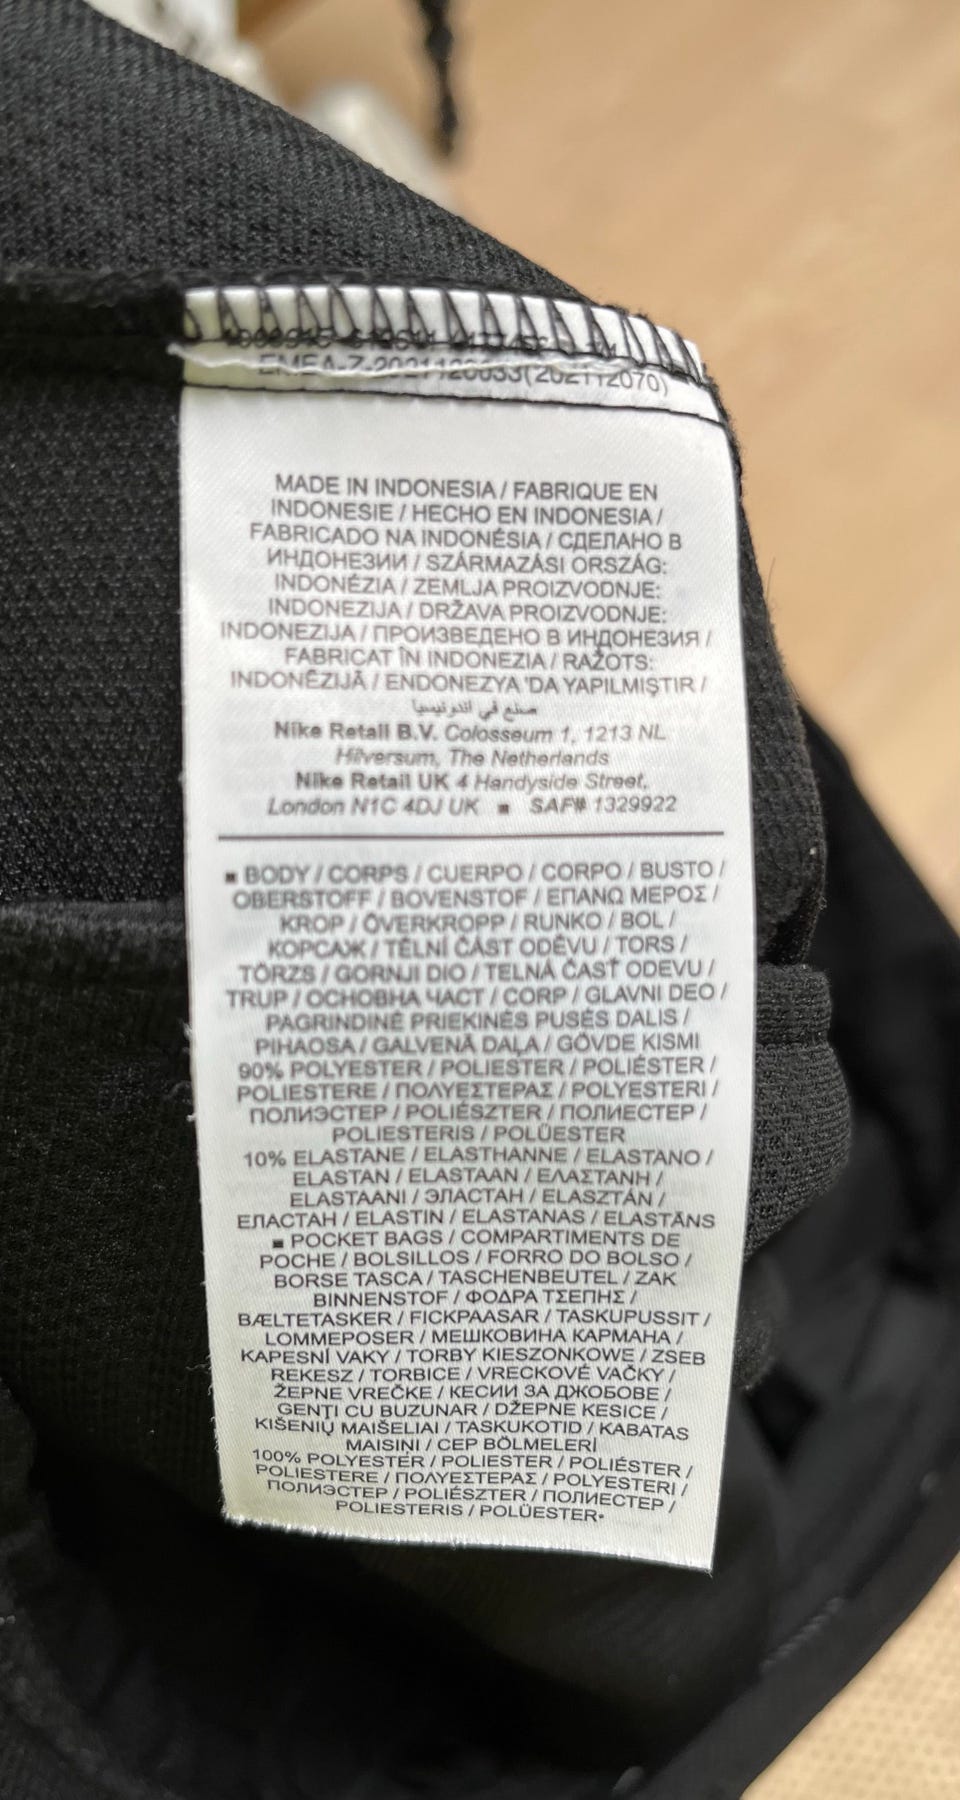 EMEA-Z-2021120033(202112070)
MADE IN INDONESIA / FABRIQUE EN
INDONESIE / HECHO EN INDONESIA /
FABRICADO NA INDONÉSIA / СДЕЛАНО В
ИНДОНЕЗИИ / SZÁRMAZÁSI ORSZÁG:
INDONÉZIA / ZEMLJA PROIZVODNJE:
INDONEZIJA / DRŽAVA PROIZVODNJE:
INDONEZIJA / ПРОИЗВЕДЕНО В ИНДОНЕЗИЯ /
FABRICAT ÎN INDONEZIA / RAŽOTS:
INDONĒZIJĀ / ENDONEZYA 'DA YAPILMIŞTIR /
صنع في اندونيسيا
Nike Retail B.V. Colosseum 1, 1213 NL
Hilversum, The Netherlands
Nike Retail UK 4 Handyside Street,
London N1C 4DJ UK ▪ SAF# 1329922
▪ BODY / CORPS / CUERPO / CORPO / BUSTO /
OBERSTOFF / BOVENSTOF / ΕΠΑΝΩ ΜΕΡΟΣ /
KROP / ÖVERKROPP / RUNKO / BOL /
КОРСАЖ / TĚLNÍ ČÁST ODĚVU / TORS /
TÖRZS / GORNJI DIO / TELNÁ ČASŤ ODEVU /
TRUP / ОСНОВНА ЧАСТ / CORP / GLAVNI DEO /
PAGRINDINĖ PRIEKINĖS PUSĖS DALIS /
PIHAOSA / GALVENĀ DAĻA / GÖVDE KISMI
90% POLYESTER / POLIESTER / POLIÉSTER /
POLIESTERE / ΠΟΛΥΕΣΤΕΡΑΣ / POLYESTERI /
ПОЛИЭСТЕР / POLIÉSZTER / ПОЛИЕСТЕР /
POLIESTERIS / POLÜESTER
10% ELASTANE / ELASTHANNE / ELASTANO /
ELASTAN / ELASTAAN / ΕΛΑΣΤΑΝΗ /
ELASTAANI / ЭЛАСТАН / ELASZTÁN /
ЕЛАСТАН / ELASTIN / ELASTANAS / ELASTĀNS
▪ POCKET BAGS / COMPARTIMENTS DE
POCHE / BOLSILLOS / FORRO DO BOLSO /
BORSE TASCA / TASCHENBEUTEL / ZAK
BINNENSTOF / ΦΟΔΡΑ ΤΣΕΠΗΣ /
BÆLTETASKER / FICKPAASAR / TASKUPUSSIT /
LOMMEPOSER / МЕШКОВИНА КАРМАНА /
KAPESNÍ VAKY / TORBY KIESZONKOWE / ZSEB
REKESZ / TORBICE / VRECKOVÉ VAČKY /
ŽEPNE VREČKE / КЕСИИ ЗА ДЖОБОВЕ /
GENȚI CU BUZUNAR / DŽEPNE KESICE /
KIŠENIŲ MAIŠELIAI / TASKUKOTID / KABATAS
MAISIŅI / CEP BÖLMELERİ
100% POLYESTER / POLIESTER / POLIÉSTER /
POLIESTERE / ΠΟΛΥΕΣΤΕΡΑΣ / POLYESTERI /
ПОЛИЭСТЕР / POLIÉSZTER / ПОЛИЕСТЕР /
POLIESTERIS / POLÜESTER▪